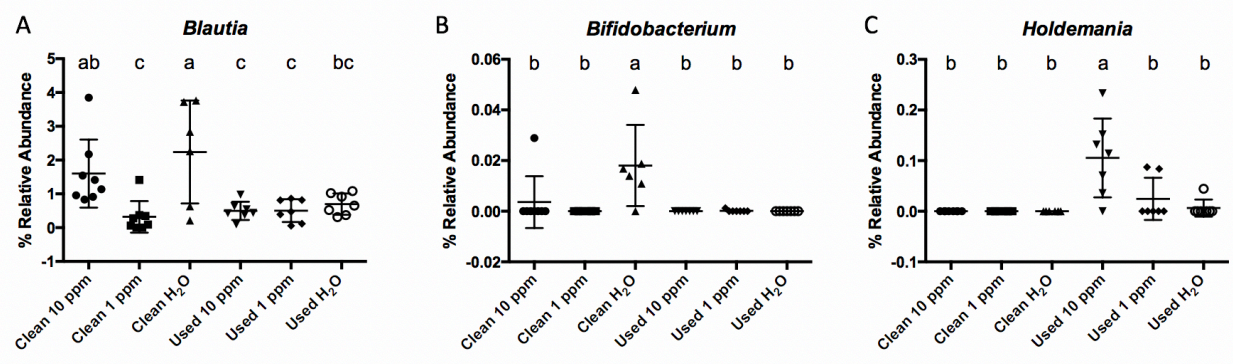 A
Blautia
ab c a c c bc
5
4
3
2
1
0
-1
% Relative Abundance
Clean 10 ppm
Clean 1 ppm
Clean H2O
Used 10 ppm
Used 1 ppm
Used H2O
B
Bifidobacterium
b b a b b b
0.06
0.04
0.02
0.00
-0.02
% Relative Abundance
Clean 10 ppm
Clean 1 ppm
Clean H2O
Used 10 ppm
Used 1 ppm
Used H2O
C
Holdemania
b b b a b b
0.3
0.2
0.1
0.0
-0.1
% Relative Abundance
Clean 10 ppm
Clean 1 ppm
Clean H2O
Used 10 ppm
Used 1 ppm
Used H2O